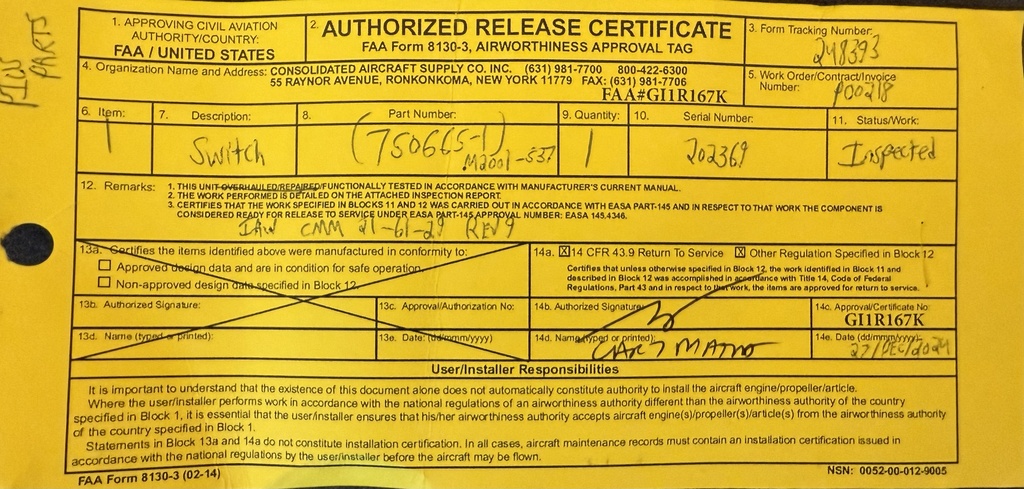 PARTS
1. APPROVING CIVIL AVIATION AUTHORITY/COUNTRY:
FAA / UNITED STATES
2. AUTHORIZED RELEASE CERTIFICATE
FAA Form 8130-3, AIRWORTHINESS APPROVAL TAG
3. Form Tracking Number:
248393
4. Organization Name and Address: CONSOLIDATED AIRCRAFT SUPPLY CO. INC. (631) 981-7700 800-422-6300
55 RAYNOR AVENUE, RONKONKOMA, NEW YORK 11779 FAX: (631) 981-7706
FAA#GI1R167K
5. Work Order/Contract/Invoice Number:
P00218
6. Item: 7. Description: 8. Part Number: 9. Quantity: 10. Serial Number: 11. Status/Work:
1 Switch (750665-1) 1 202369 Inspected
M2001-537
12. Remarks: 1. THIS UNIT OVERHAULED/REPAIRED/FUNCTIONALLY TESTED IN ACCORDANCE WITH MANUFACTURER'S CURRENT MANUAL.
2. THE WORK PERFORMED IS DETAILED ON THE ATTACHED INSPECTION REPORT.
3. CERTIFIES THAT THE WORK SPECIFIED IN BLOCKS 11 AND 12 WAS CARRIED OUT IN ACCORDANCE WITH EASA PART-145 AND IN RESPECT TO THAT WORK THE COMPONENT IS
CONSIDERED READY FOR RELEASE TO SERVICE UNDER EASA PART-145 APPROVAL NUMBER: EASA 145.4346.
IAW CMM 21-61-29 REV 9
13a. Certifies the items identified above were manufactured in conformity to:
Approved design data and are in condition for safe operation.
Non-approved design data specified in Block 12.
14a. X 14 CFR 43.9 Return To Service X Other Regulation Specified in Block 12
Certifies that unless otherwise specified in Block 12, the work identified in Block 11 and
described in Block 12 was accomplished in accordance with Title 14, Code of Federal
Regulations, Part 43 and in respect to that work, the items are approved for return to service.
13b. Authorized Signature: 13c. Approval/Authorization No: 14b. Authorized Signature: 14c. Approval/Certificate No:
GI1R167K
13d. Name (typed or printed): 13e. Date: (dd/mmm/yyyy) 14d. Name (typed or printed): 14e. Date (dd/mmm/yyyy):
27/DEC/2024
User/Installer Responsibilities
It is important to understand that the existence of this document alone does not automatically constitute authority to install the aircraft engine/propeller/article.
Where the user/installer performs work in accordance with the national regulations of an airworthiness authority different than the airworthiness authority of the country
specified in Block 1, it is essential that the user/installer ensures that his/her airworthiness authority accepts aircraft engine(s)/propeller(s)/article(s) from the airworthiness authority
of the country specified in Block 1.
Statements in Block 13a and 14a do not constitute installation certification. In all cases, aircraft maintenance records must contain an installation certification issued in
accordance with the national regulations by the user/installer before the aircraft may be flown.
FAA Form 8130-3 (02-14)
NSN: 0052-00-012-9005